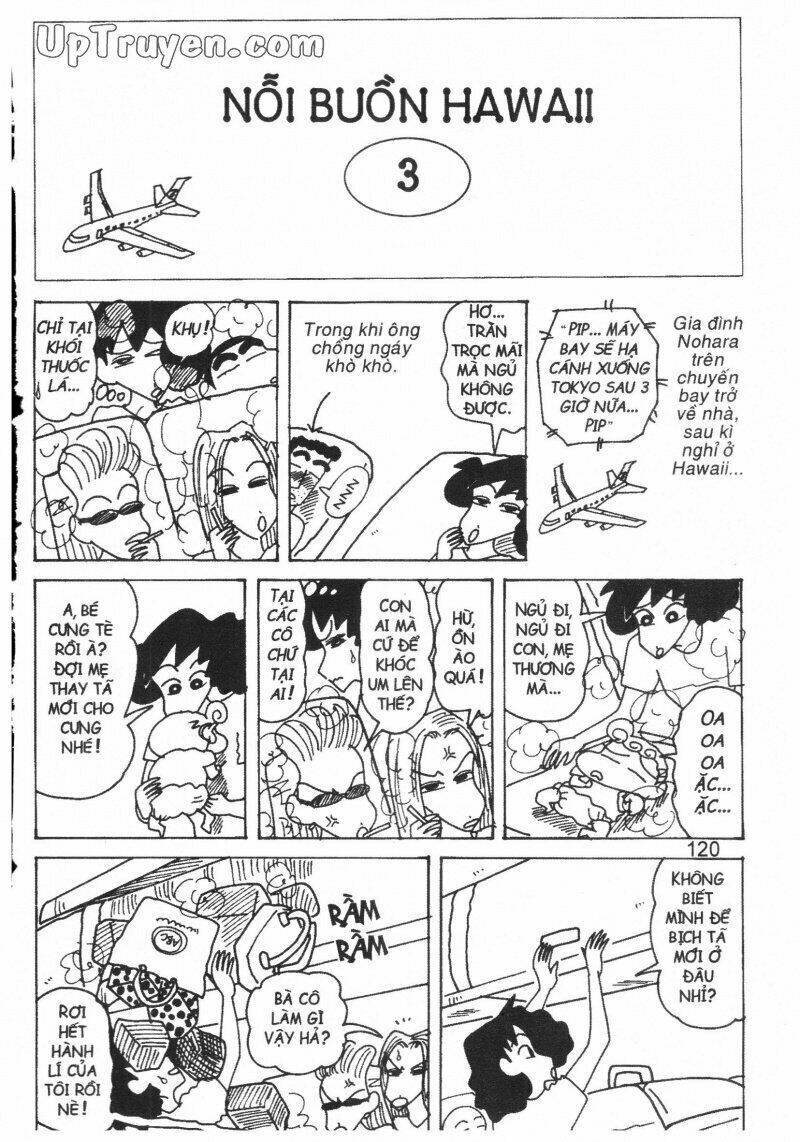 UpTruyen.com
NỖI BUỒN HAWAII
3
Gia đình
Nohara
trên
chuyến
bay trở
về nhà,
sau kì
nghỉ ở
Hawaii...
"PIP... MÁY
BAY SẼ HẠ
CÁNH XUỐNG
TOKYO SAU 3
GIỜ NỮA...
PIP"
HƠ...
TRẰN
TRỌC MÃI
MÀ NGỦ
KHÔNG
ĐƯỢC.
Trong khi ông
chồng ngáy
khò khò.
NNN
KHỤ!
CHỈ TẠI
KHÓI
THUỐC
LÁ...
NGỦ ĐI,
NGỦ ĐI
CON, MẸ
THƯƠNG
MÀ...
OA
OA
OA
ẶC...
ẶC...
HỪ,
ỒN
ÀO
QUÁ!
CON
AI MÀ
CỨ ĐỂ
KHÓC
UM LÊN
THẾ?
TẠI
CÁC
CÔ
CHỨ
TẠI
AI!
A, BÉ
CƯNG TÈ
RỒI À?
ĐỢI MẸ
THAY TÃ
MỚI CHO
CƯNG
NHÉ!
120
KHÔNG
BIẾT
MÌNH ĐỂ
BỊCH TÃ
MỚI Ở
ĐÂU
NHỈ?
RẦM
RẦM
ABC
BÀ CÔ
LÀM GÌ
VẬY HẢ?
RƠI
HẾT
HÀNH
LÍ CỦA
TÔI RỒI
NÈ!